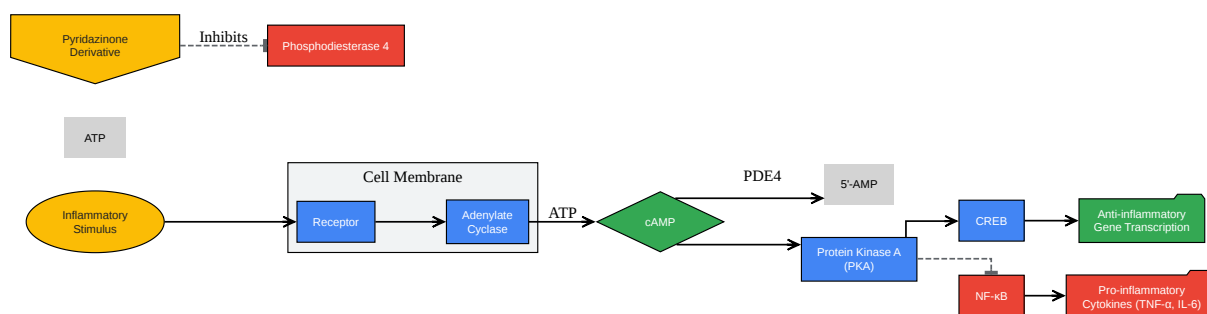 Pyridazinone
Derivative
Inhibits
Phosphodiesterase 4
ATP
Cell Membrane
Inflammatory
Stimulus
Receptor
Adenylate
Cyclase
ATP
cAMP
PDE4
5'-AMP
Protein Kinase A
(PKA)
CREB
Anti-inflammatory
Gene Transcription
NF-κB
Pro-inflammatory
Cytokines (TNF-α, IL-6)